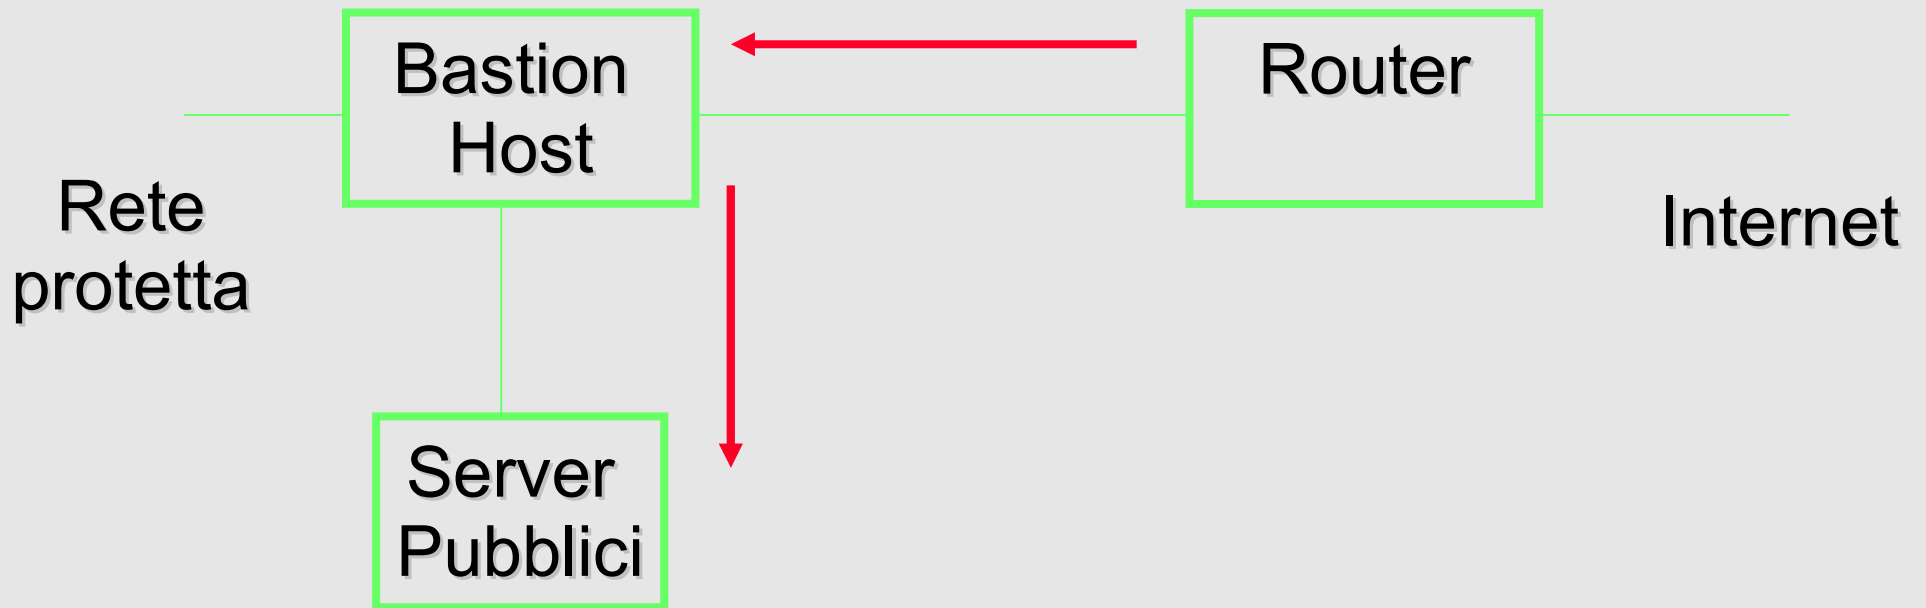 Bastion
Host
Router
Rete
protetta
Internet
Server
Pubblici